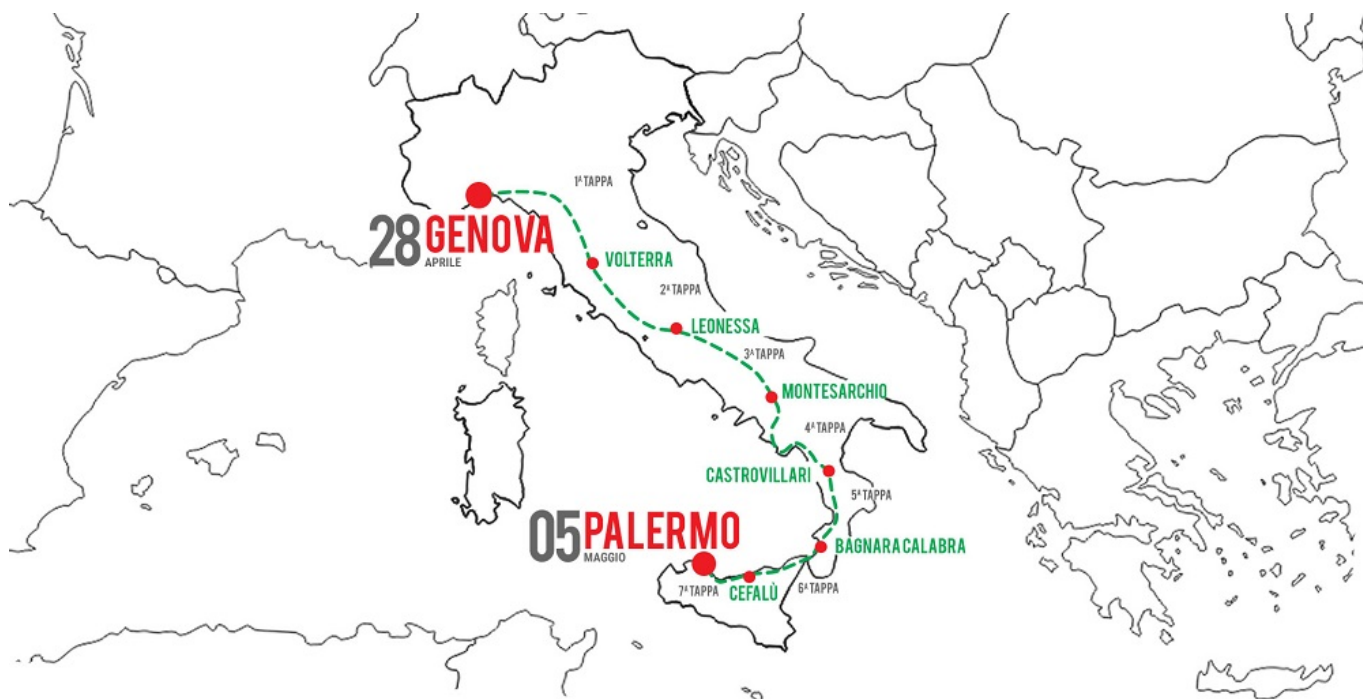 1ª TAPPA
28 GENOVA
APRILE
VOLTERRA
2ª TAPPA
LEONESSA
3ª TAPPA
MONTESARCHIO
4ª TAPPA
CASTROVILLARI
5ª TAPPA
05 PALERMO
MAGGIO
BAGNARA CALABRA
7ª TAPPA
CEFALÙ
6ª TAPPA